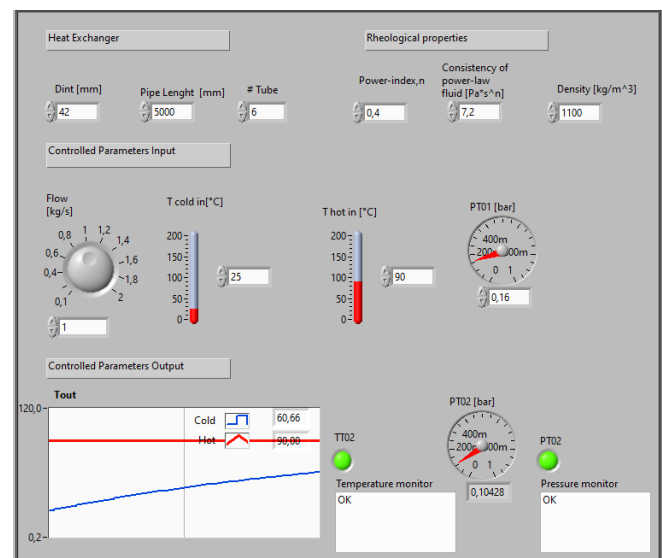 Heat Exchanger
Rheological properties
Dint [mm]
Pipe Lenght [mm]
# Tube
Power-index,n
Consistency of
power-law
fluid [Pa*s^n]
Density [kg/m^3]
42
5000
6
0,4
7,2
1100
Controlled Parameters Input
Flow
[kg/s]
T cold in[°C]
T hot in [°C]
PT01 [bar]
0,1
0,4
0,6
0,8
1
1,2
1,4
1,6
1,8
2
1
200
150
100
50
0
25
200
150
100
50
0
90
0
200
400m
00m
1
0,16
Controlled Parameters Output
Tout
120,0
0,2
Cold
60,66
Hot
90,00
TT02
Temperature monitor
OK
PT02 [bar]
0
200
400m
00m
1
0,10428
PT02
Pressure monitor
OK